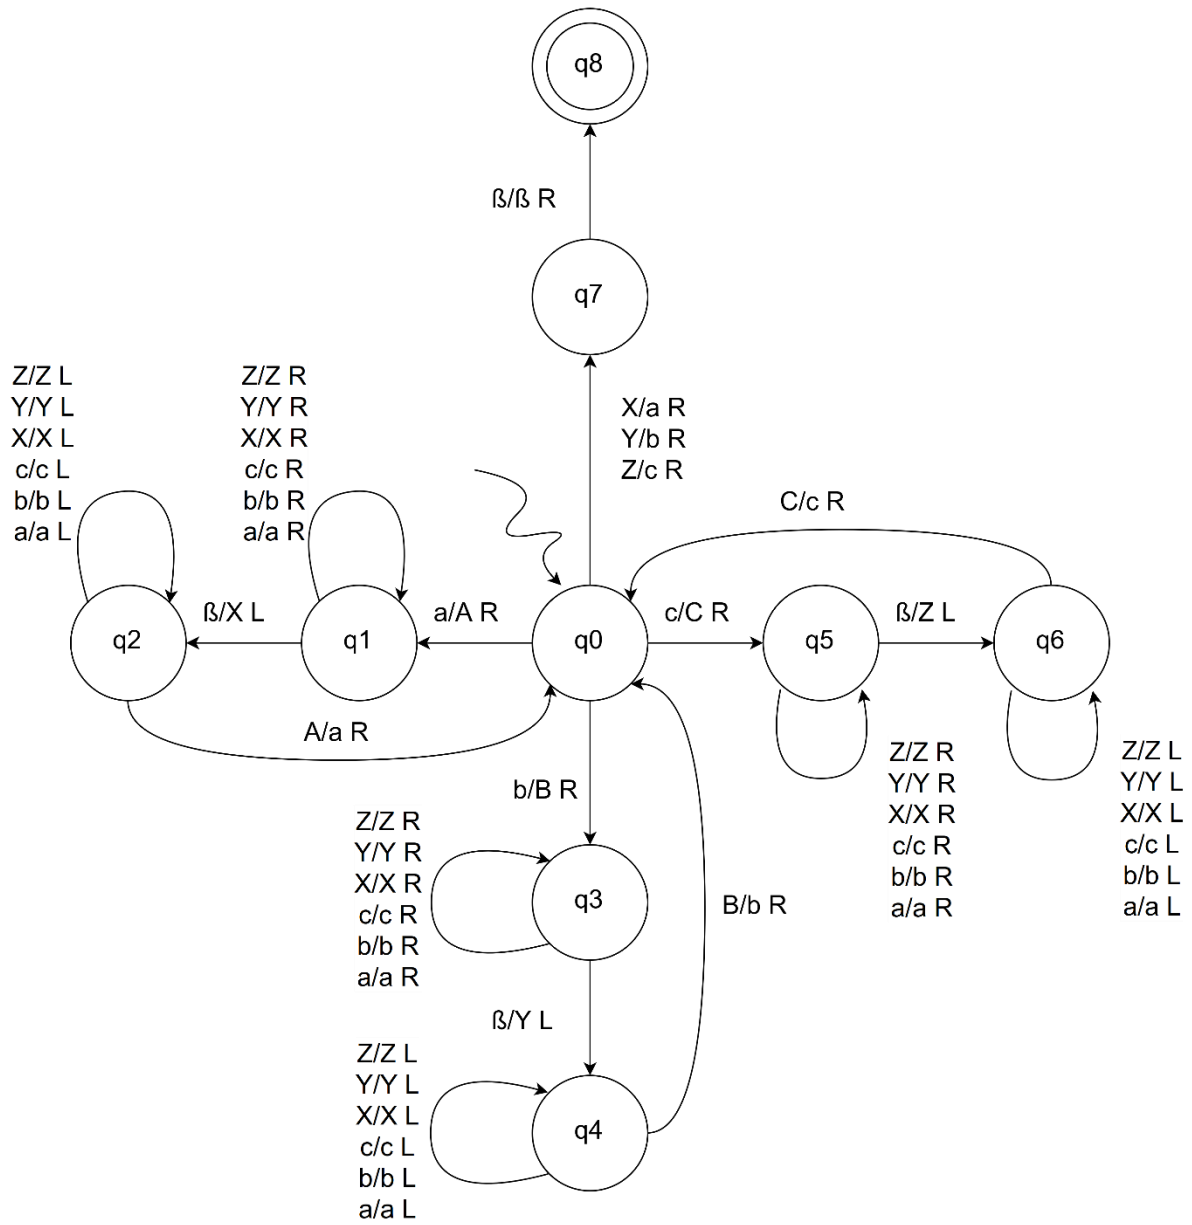 q8
ß/ß R
q7
Z/Z L
Y/Y L
X/X L
c/c L
b/b L
a/a L
Z/Z R
Y/Y R
X/X R
c/c R
b/b R
a/a R
X/a R
Y/b R
Z/c R
C/c R
q2
ß/X L
q1
a/A R
q0
c/C R
q5
ß/Z L
q6
A/a R
b/B R
Z/Z R
Y/Y R
X/X R
c/c R
b/b R
a/a R
Z/Z L
Y/Y L
X/X L
c/c L
b/b L
a/a L
Z/Z R
Y/Y R
X/X R
c/c R
b/b R
a/a R
q3
B/b R
ß/Y L
Z/Z L
Y/Y L
X/X L
c/c L
b/b L
a/a L
q4